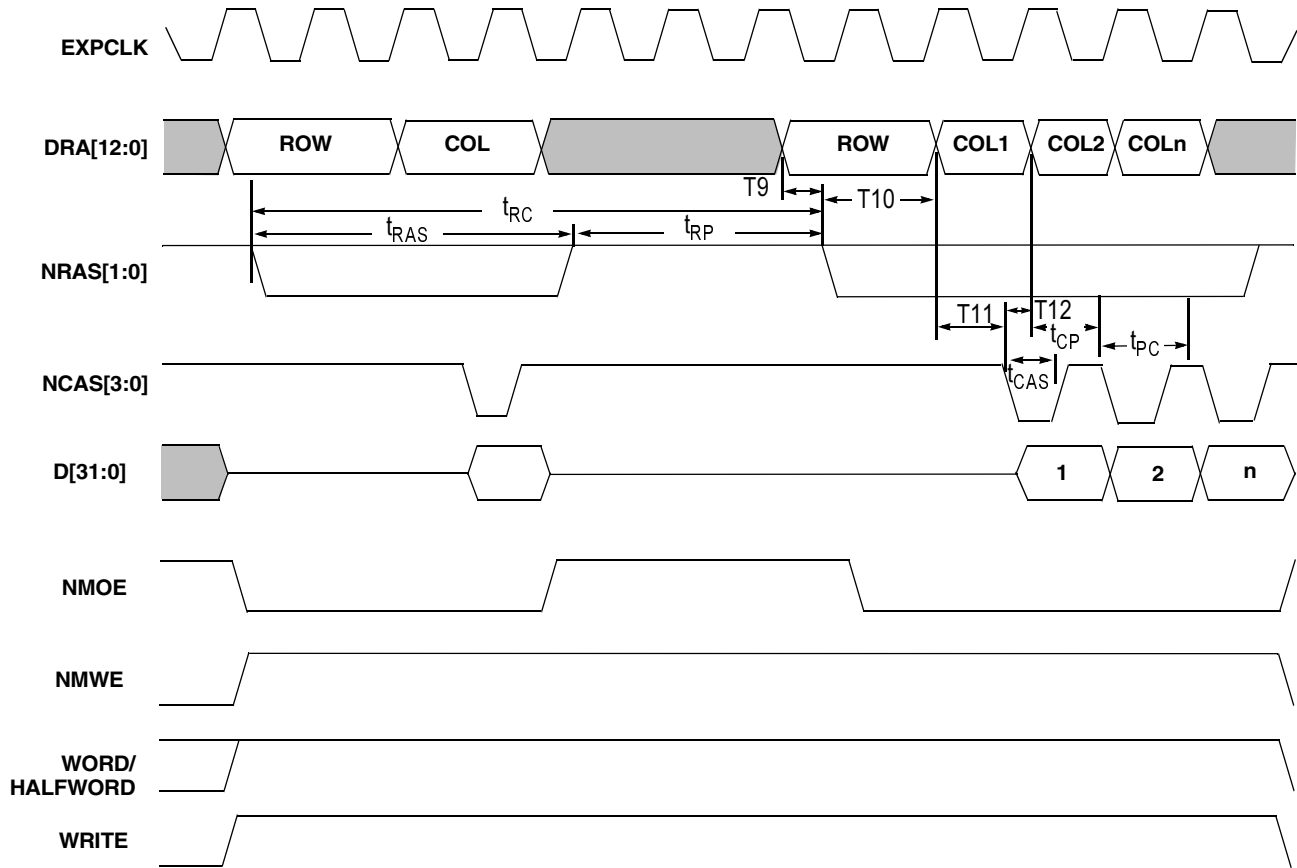 EXPCLK
DRA[12:0] ROW COL ROW COL1 COL2 COLn
T9 T10
tRC
tRAS tRP
NRAS[1:0]
T11 T12
tCP tPC
NCAS[3:0] tCAS
D[31:0] 1 2 n
NMOE
NMWE
WORD/
HALFWORD
WRITE